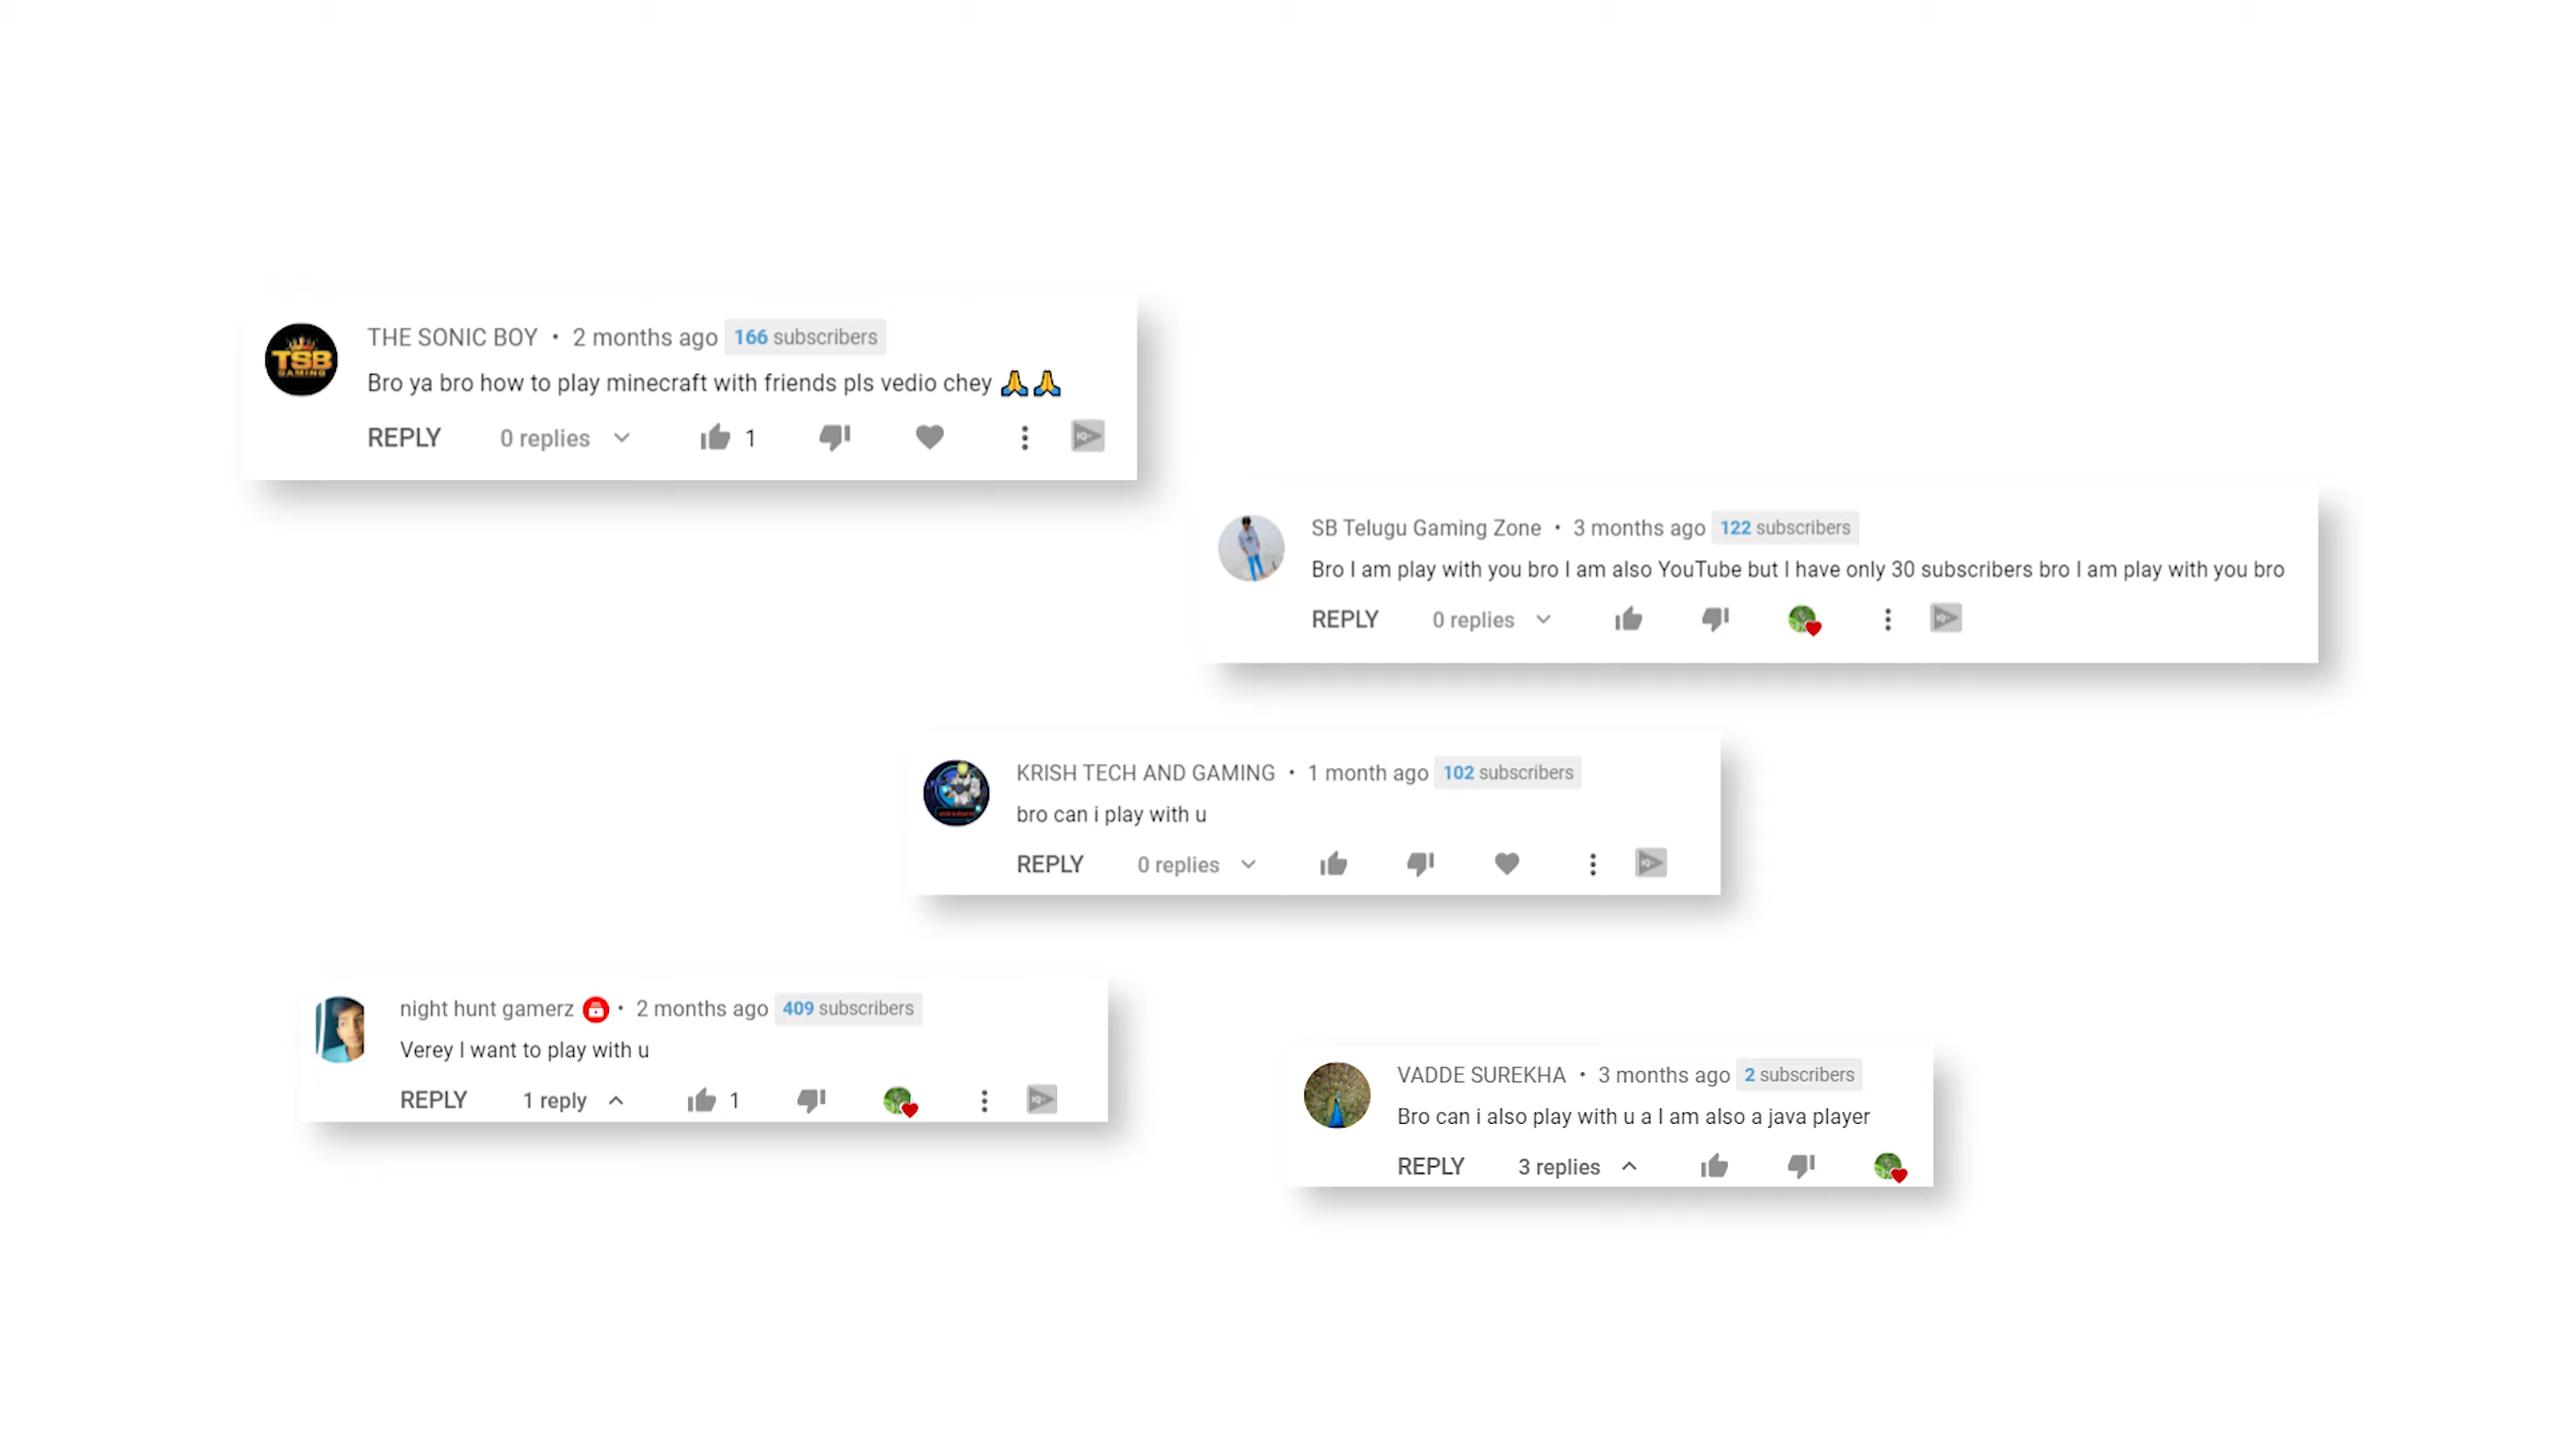 TSB
GAMING
THE SONIC BOY • 2 months ago 166 subscribers
Bro ya bro how to play minecraft with friends pls vedio chey 🙏🙏
REPLY 0 replies 1
SB Telugu Gaming Zone • 3 months ago 122 subscribers
Bro I am play with you bro I am also YouTube but I have only 30 subscribers bro I am play with you bro
REPLY 0 replies
KRISH TECH AND GAMING • 1 month ago 102 subscribers
bro can i play with u
REPLY 0 replies
night hunt gamerz • 2 months ago 409 subscribers
Verey I want to play with u
REPLY 1 reply 1
VADDE SUREKHA • 3 months ago 2 subscribers
Bro can i also play with u a I am also a java player
REPLY 3 replies